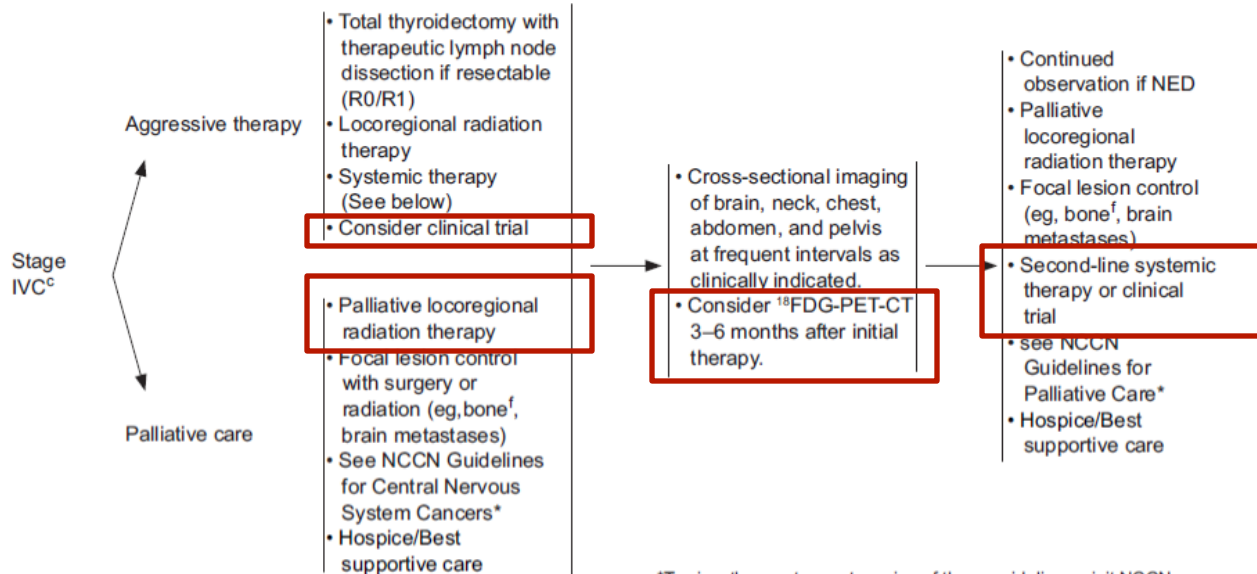 Stage
IVCᶜ
Aggressive therapy
• Total thyroidectomy with
therapeutic lymph node
dissection if resectable
(R0/R1)
• Locoregional radiation
therapy
• Systemic therapy
(See below)
• Consider clinical trial
Palliative care
• Palliative locoregional
radiation therapy
• Focal lesion control
with surgery or
radiation (eg,boneᶠ,
brain metastases)
• See NCCN Guidelines
for Central Nervous
System Cancers*
• Hospice/Best
supportive care
• Cross-sectional imaging
of brain, neck, chest,
abdomen, and pelvis
at frequent intervals as
clinically indicated.
• Consider ¹⁸FDG-PET-CT
3–6 months after initial
therapy.
• Continued
observation if NED
• Palliative
locoregional
radiation therapy
• Focal lesion control
(eg, boneᶠ, brain
metastases)
• Second-line systemic
therapy or clinical
trial
• see NCCN
Guidelines for
Palliative Care*
• Hospice/Best
supportive care